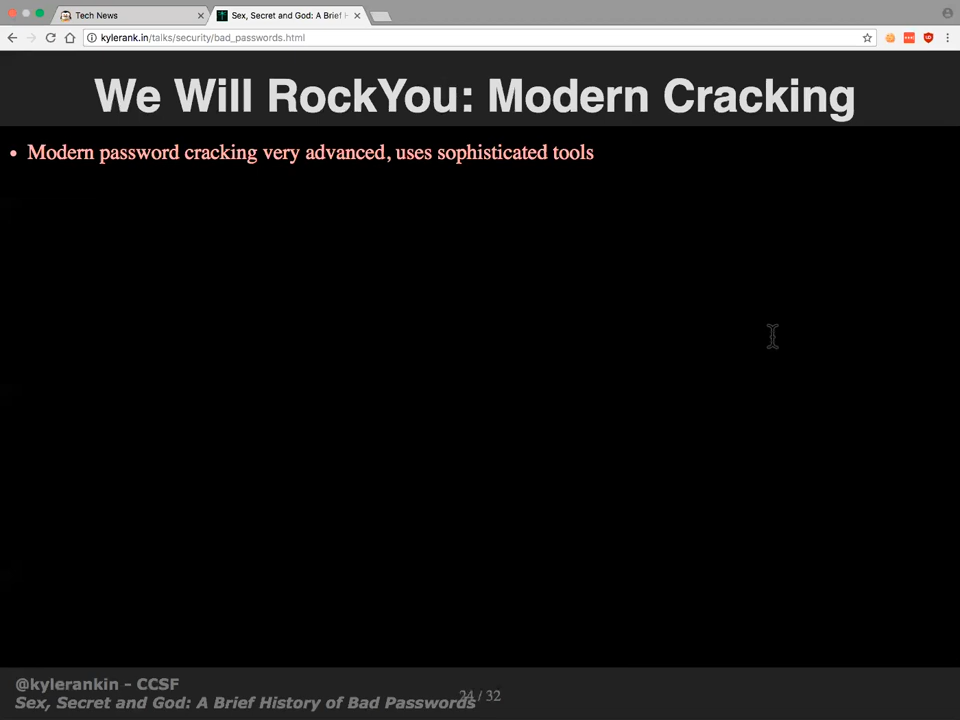 Tech News
Sex, Secret and God: A Brief H
kylerank.in/talks/security/bad_passwords.html
We Will RockYou: Modern Cracking
• Modern password cracking very advanced, uses sophisticated tools
@kylerankin - CCSF
Sex, Secret and God: A Brief History of Bad Passwords
24 / 32